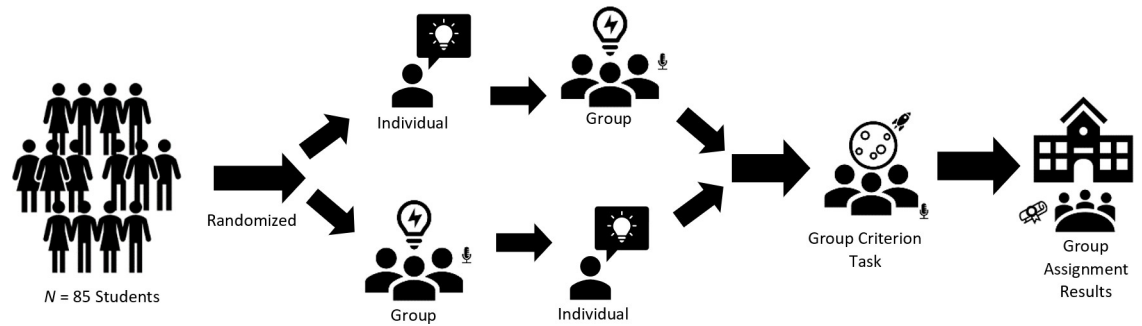 Individual
Group
Randomized
N = 85 Students
Group
Individual
Group Criterion
Task
Group
Assignment
Results